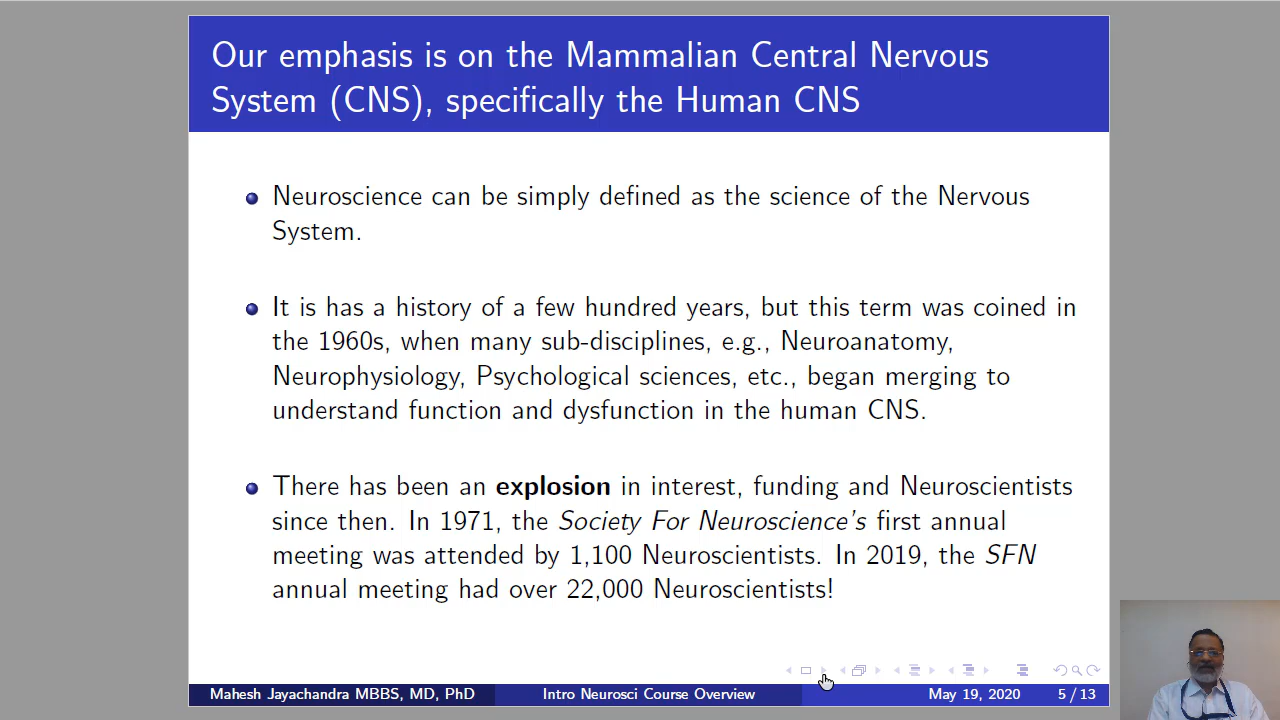 Our emphasis is on the Mammalian Central Nervous
System (CNS), specifically the Human CNS
Neuroscience can be simply defined as the science of the Nervous
System.
It is has a history of a few hundred years, but this term was coined in
the 1960s, when many sub-disciplines, e.g., Neuroanatomy,
Neurophysiology, Psychological sciences, etc., began merging to
understand function and dysfunction in the human CNS.
There has been an explosion in interest, funding and Neuroscientists
since then. In 1971, the Society For Neuroscience's first annual
meeting was attended by 1,100 Neuroscientists. In 2019, the SFN
annual meeting had over 22,000 Neuroscientists!
Mahesh Jayachandra MBBS, MD, PhD Intro Neurosci Course Overview May 19, 2020 5 / 13